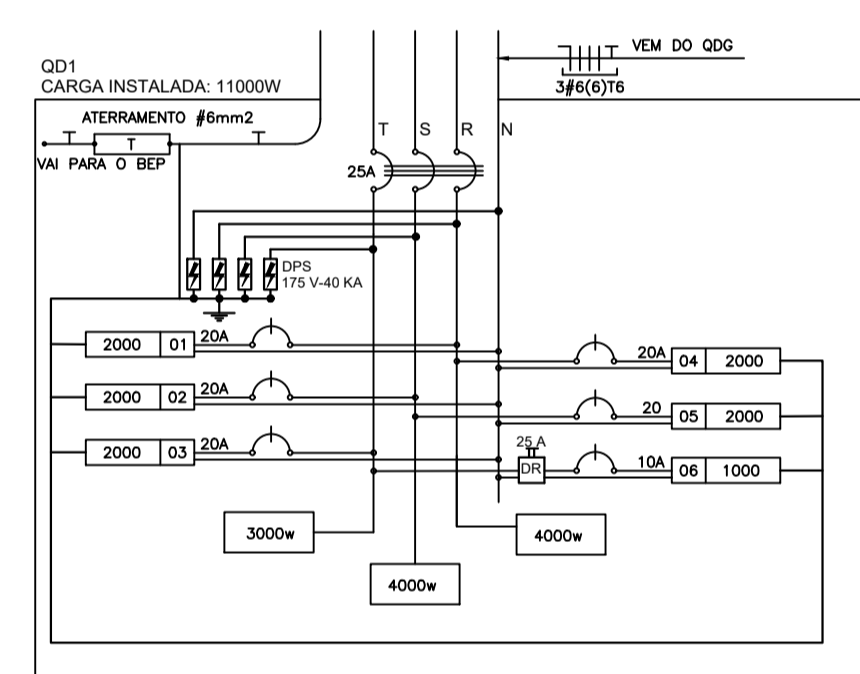 VEM DO QDG
QD1
CARGA INSTALADA: 11000W
3#6(6)T6
ATERRAMENTO #6mm2
T
VAI PARA O BEP
T S R N
25A
DPS
175 V-40 KA
2000 01 20A
20A 04 2000
2000 02 20A
20 05 2000
2000 03 20A
25 A
DR
10A 06 1000
3000w
4000w
4000w